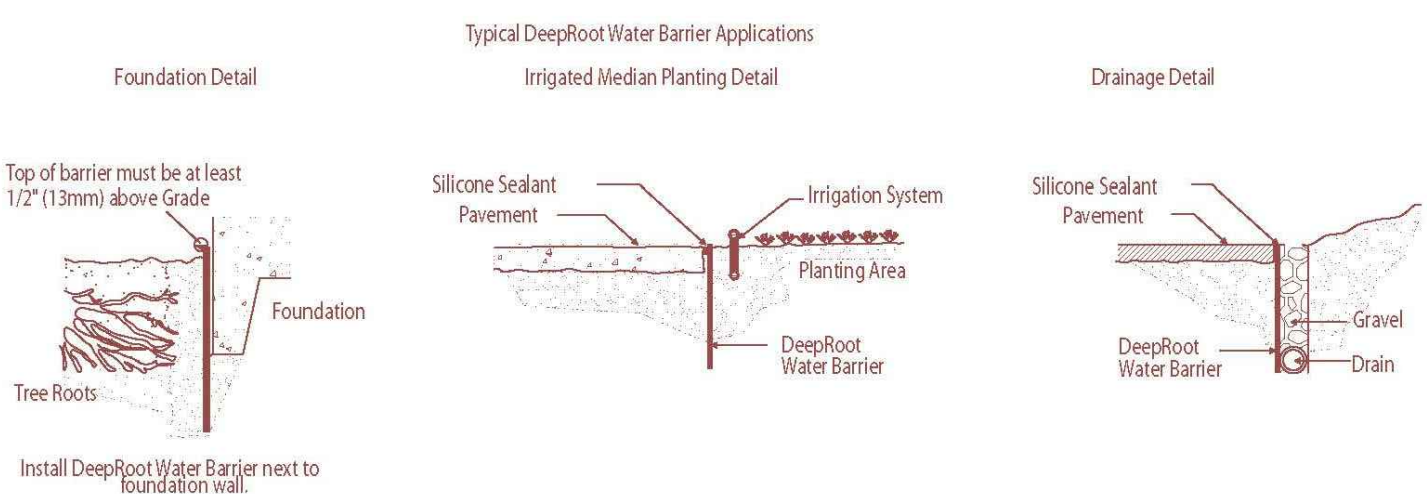 Typical DeepRoot Water Barrier Applications
Foundation Detail
Top of barrier must be at least
1/2" (13mm) above Grade
Foundation
Tree Roots
Install DeepRoot Water Barrier next to
foundation wall.
Irrigated Median Planting Detail
Silicone Sealant
Pavement
Irrigation System
Planting Area
DeepRoot
Water Barrier
Drainage Detail
Silicone Sealant
Pavement
Gravel
DeepRoot
Water Barrier
Drain